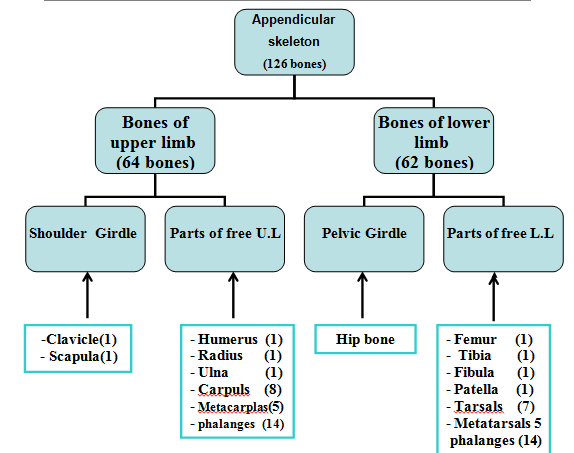 Appendicular
skeleton
(126 bones)
Bones of
upper limb
(64 bones)
Bones of lower
limb
(62 bones)
Shoulder Girdle
Parts of free U.L
Pelvic Girdle
Parts of free L.L
-Clavicle(1)
- Scapula(1)
- Humerus (1)
- Radius (1)
- Ulna (1)
- Carpuls (8)
- Metacarplas(5)
- phalanges (14)
Hip bone
- Femur (1)
- Tibia (1)
- Fibula (1)
- Patella (1)
- Tarsals (7)
- Metatarsals 5
phalanges (14)